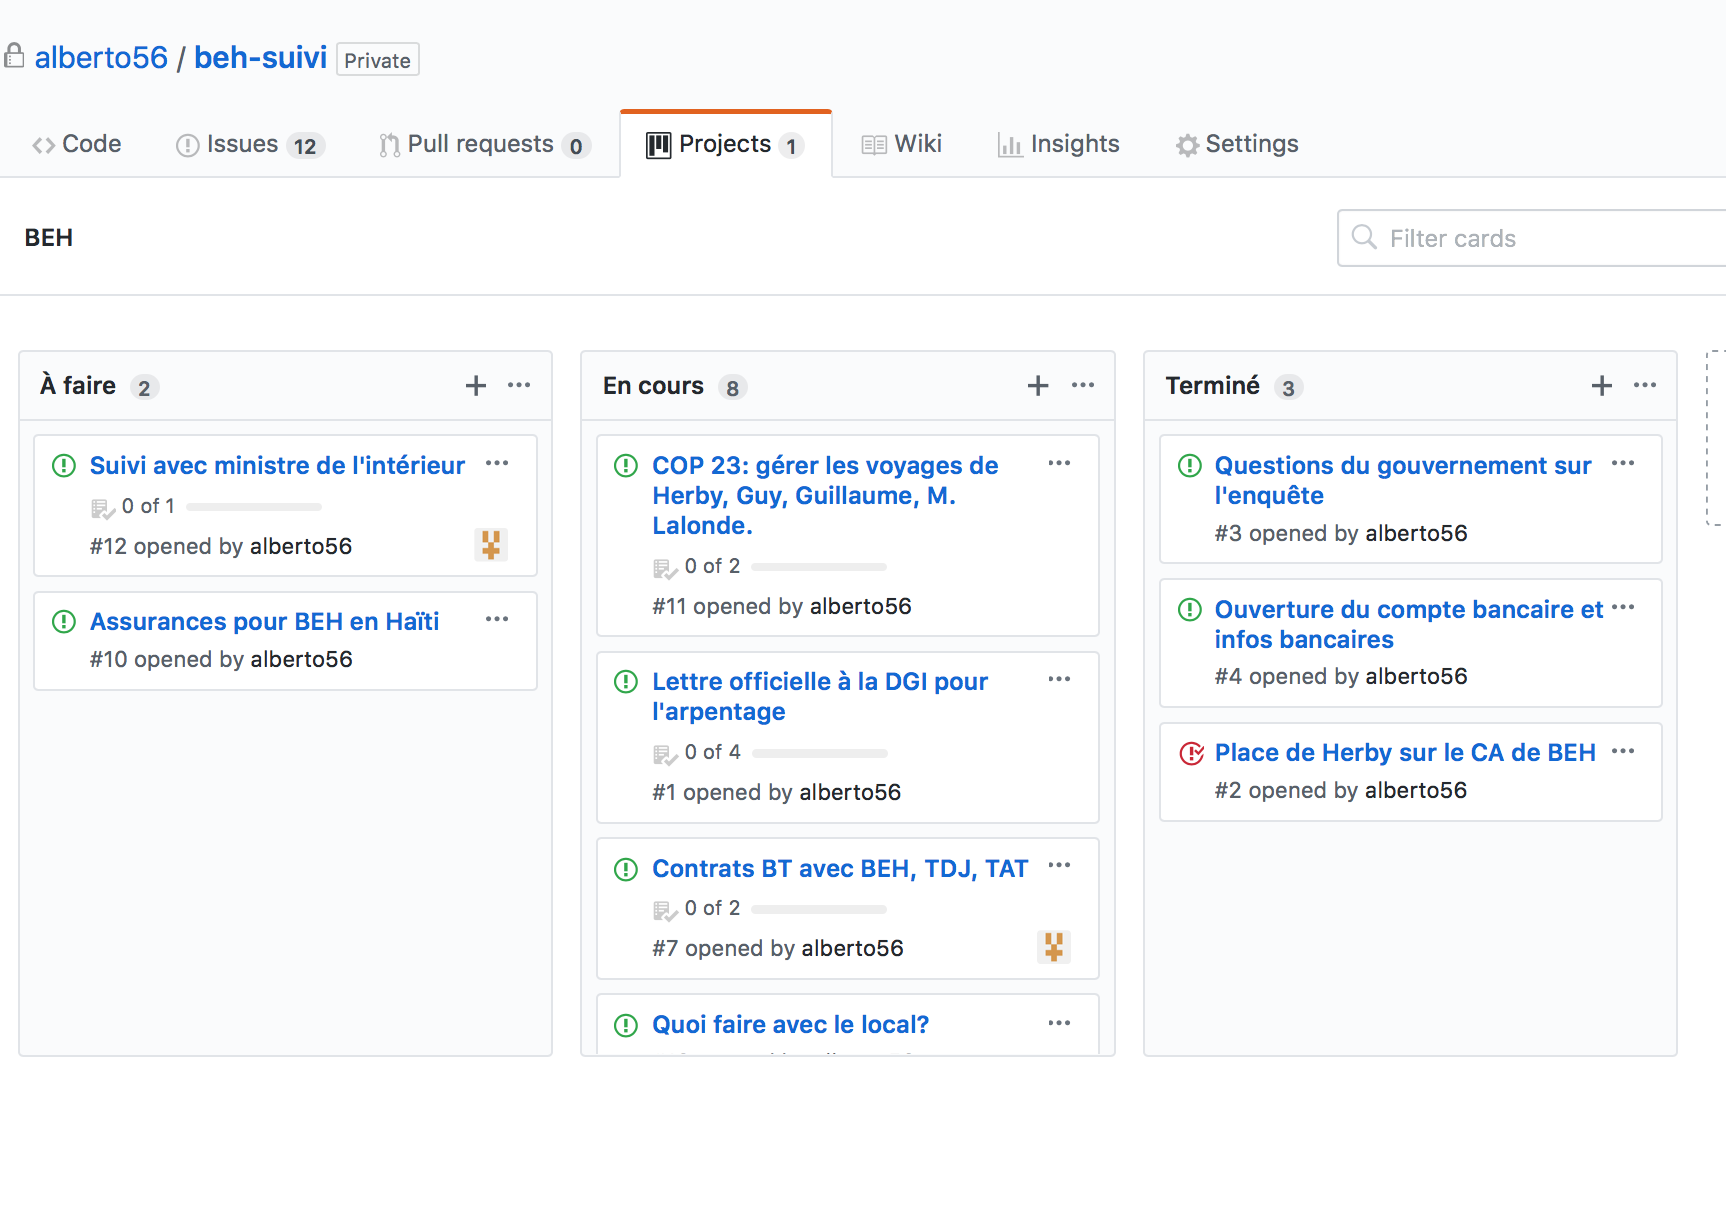 alberto56 / beh-suivi Private
Code Issues 12 Pull requests 0 Projects 1 Wiki Insights Settings
BEH
Filter cards
À faire 2
Suivi avec ministre de l'intérieur
0 of 1
#12 opened by alberto56
Assurances pour BEH en Haïti
#10 opened by alberto56
En cours 8
COP 23: gérer les voyages de
Herby, Guy, Guillaume, M.
Lalonde.
0 of 2
#11 opened by alberto56
Lettre officielle à la DGI pour
l'arpentage
0 of 4
#1 opened by alberto56
Contrats BT avec BEH, TDJ, TAT
0 of 2
#7 opened by alberto56
Quoi faire avec le local?
Terminé 3
Questions du gouvernement sur
l'enquête
#3 opened by alberto56
Ouverture du compte bancaire et
infos bancaires
#4 opened by alberto56
Place de Herby sur le CA de BEH
#2 opened by alberto56